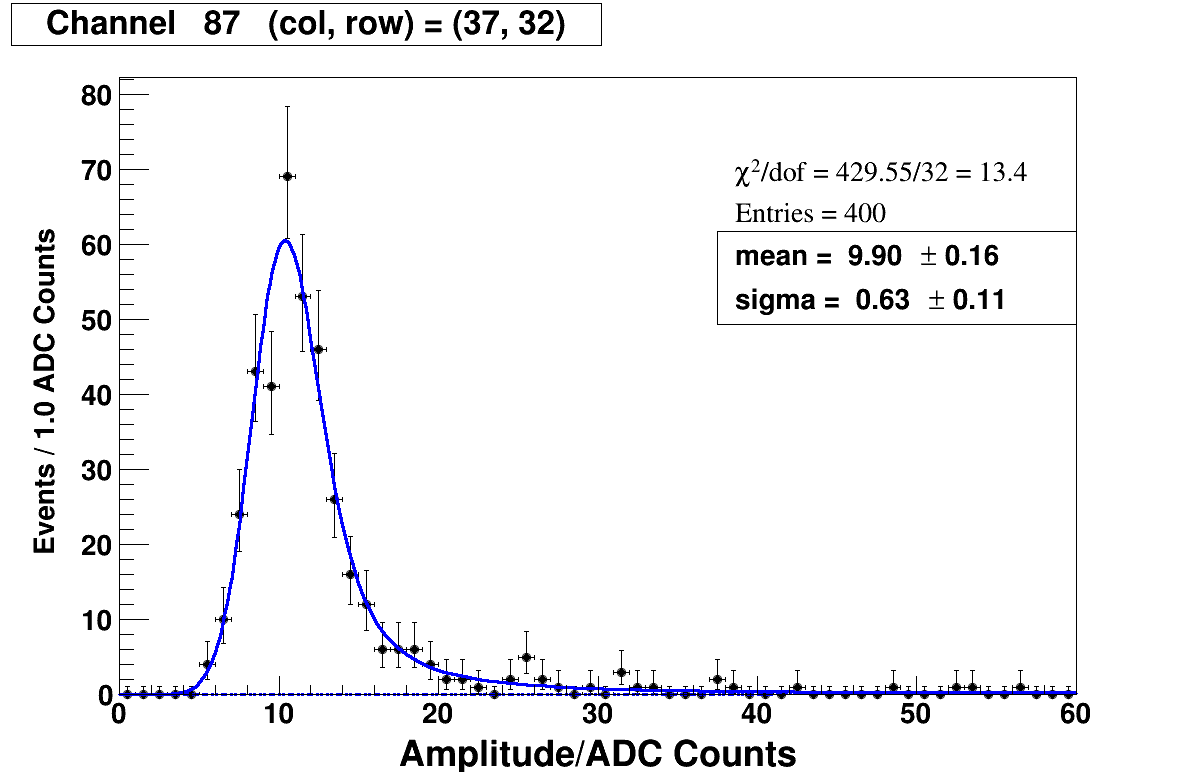 Channel 87 (col, row) = (37, 32)
χ²/dof = 429.55/32 = 13.4
Entries = 400
mean = 9.90 ± 0.16
sigma = 0.63 ± 0.11
Events / 1.0 ADC Counts
80
70
60
50
40
30
20
10
0
0 10 20 30 40 50 60
Amplitude/ADC Counts